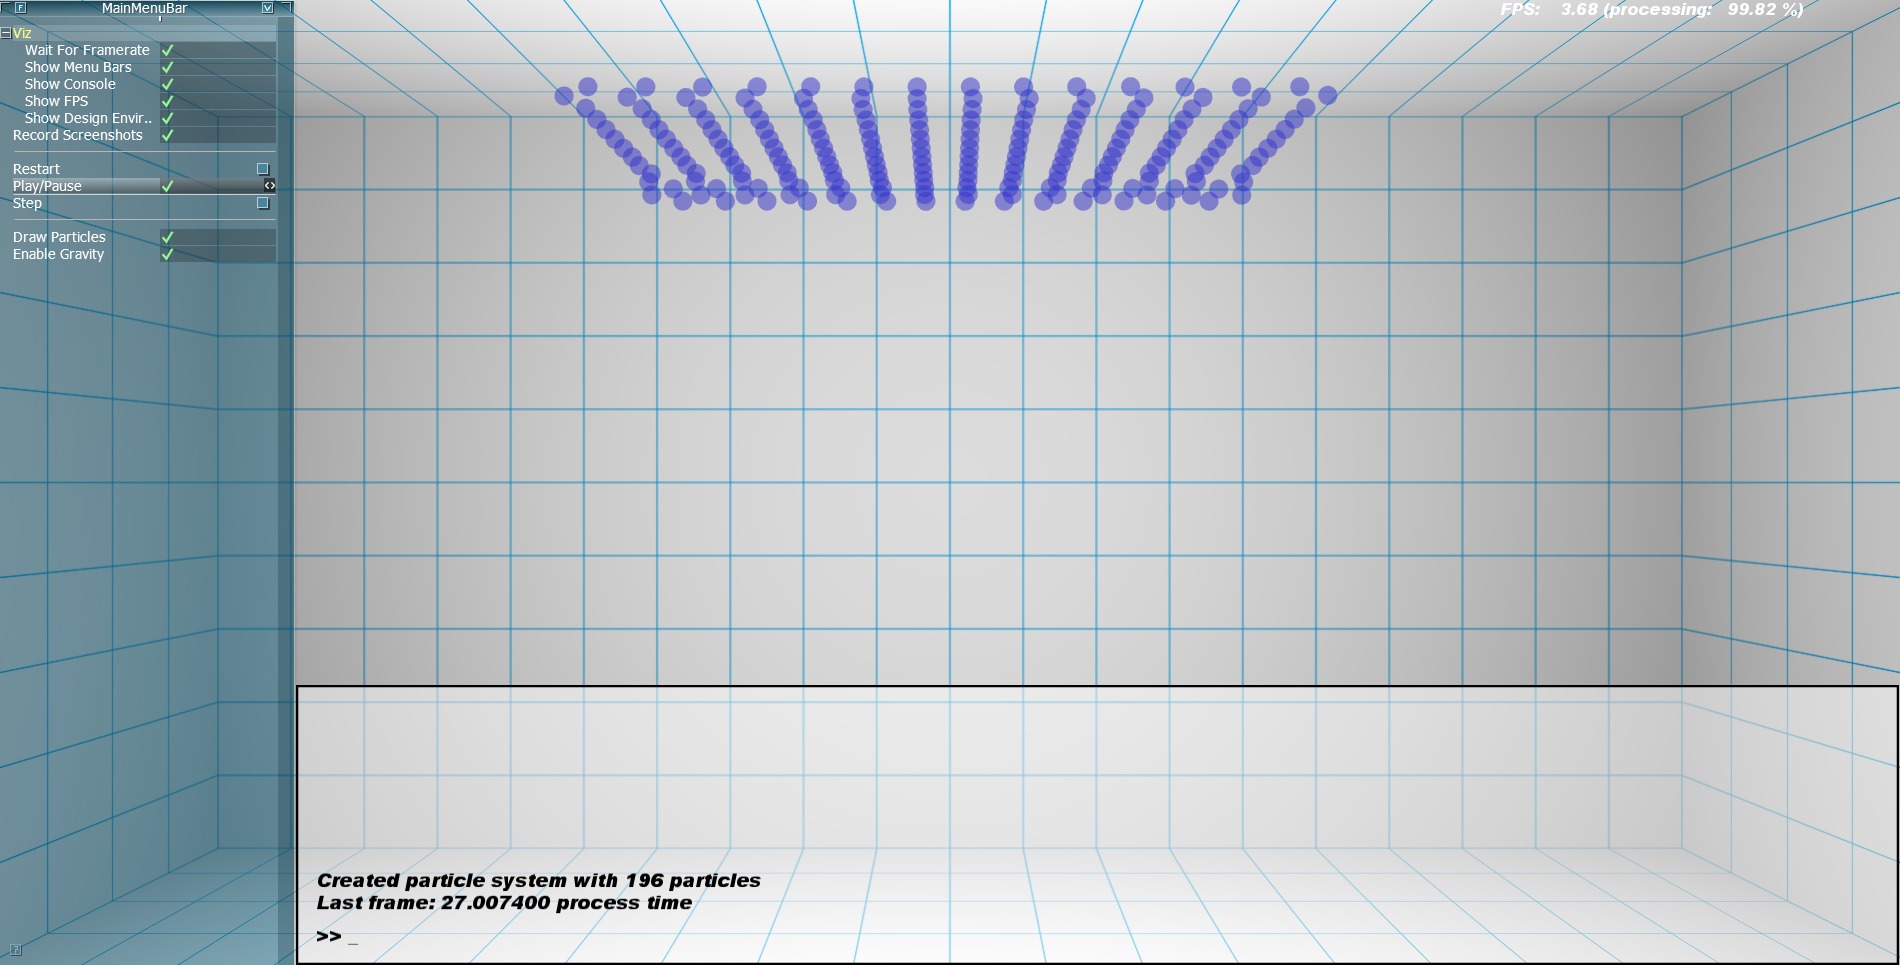 MainMenuBar
FPS: 3.68 (processing: 99.82 %)
Viz
Wait For Framerate
Show Menu Bars
Show Console
Show FPS
Show Design Envir..
Record Screenshots
Restart
Play/Pause
Step
Draw Particles
Enable Gravity
Created particle system with 196 particles
Last frame: 27.007400 process time
>> _